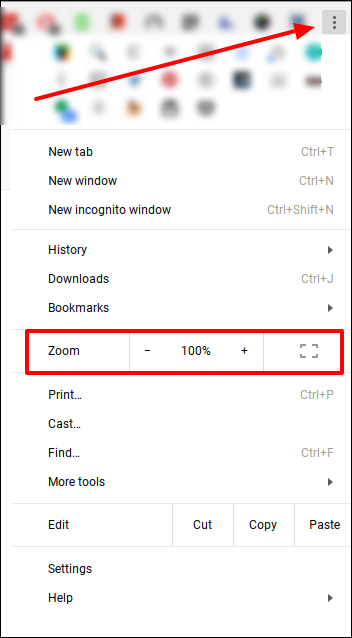 New tab Ctrl+T
New window Ctrl+N
New incognito window Ctrl+Shift+N
History
Downloads Ctrl+J
Bookmarks
Zoom - 100% +
Print... Ctrl+P
Cast...
Find... Ctrl+F
More tools
Edit Cut Copy Paste
Settings
Help